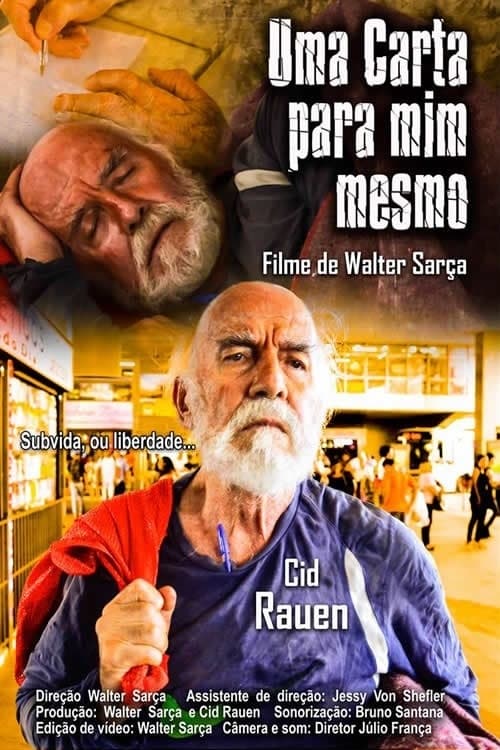 Uma Carta
para mim
mesmo
Filme de Walter Sarça
Subvida, ou liberdade...
Cid
Rauen
Direção Walter Sarça Assistente de direção: Jessy Von Shefler
Produção: Walter Sarça e Cid Rauen Sonorização: Bruno Santana
Edição de vídeo: Walter Sarça Câmera e som: Diretor Júlio França